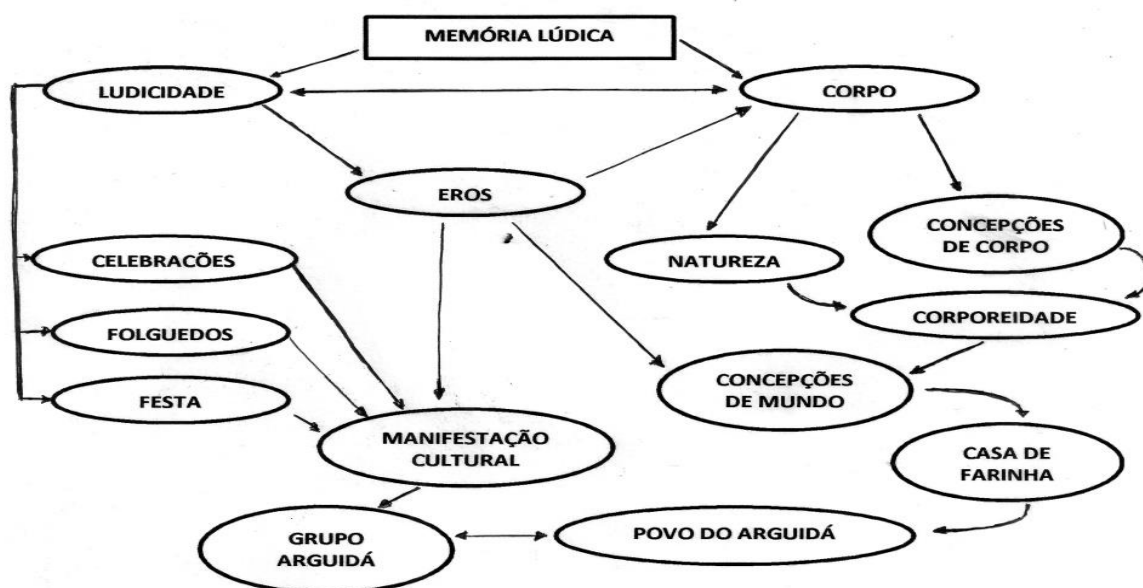 MEMÓRIA LÚDICA
LUDICIDADE
CORPO
EROS
CONCEPÇÕES
DE CORPO
CELEBRACÕES
NATUREZA
FOLGUEDOS
CORPOREIDADE
FESTA
CONCEPÇÕES
DE MUNDO
MANIFESTAÇÃO
CULTURAL
CASA DE
FARINHA
GRUPO
ARGUIDÁ
POVO DO ARGUIDÁ